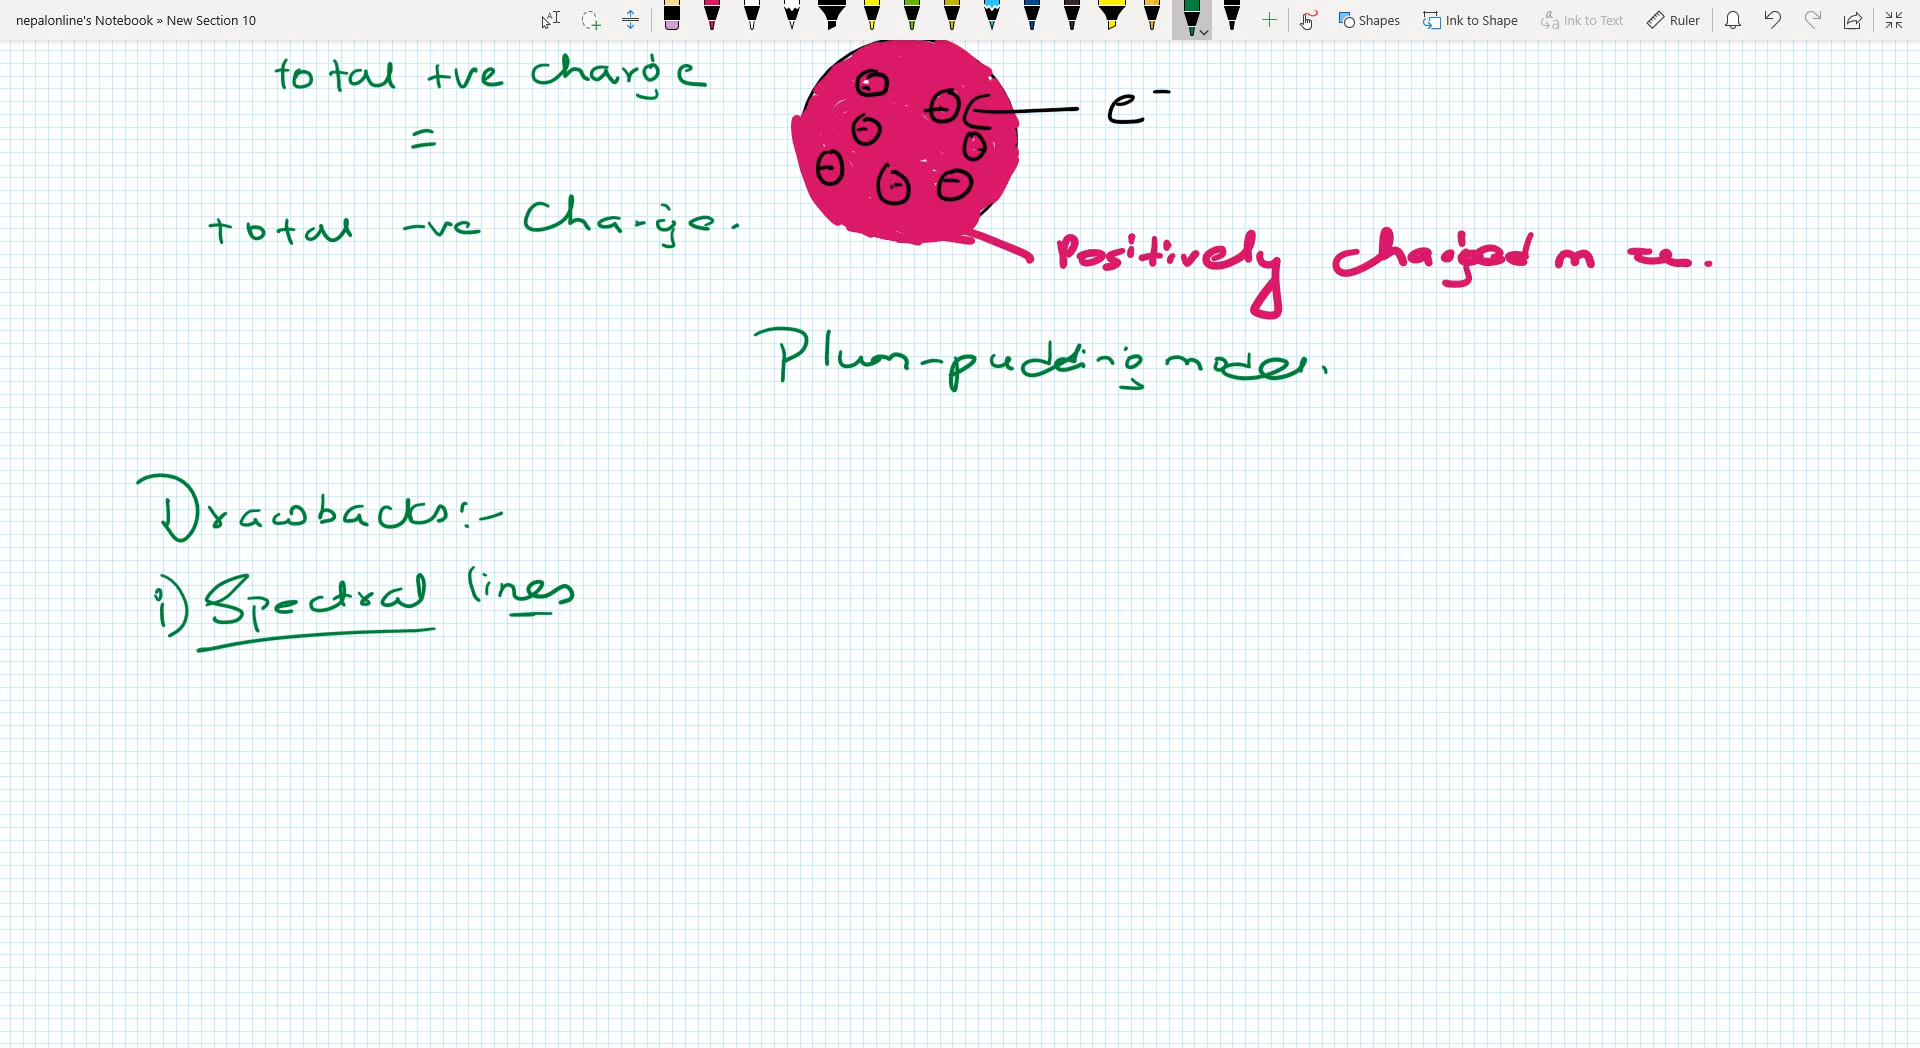 nepalonline's Notebook » New Section 10
Shapes
Ink to Shape
Ink to Text
Ruler
total +ve charge
=
total -ve Charge.
e⁻
Positively charged
Plum-pudding model.
Drawbacks:-
i) Spectral lines